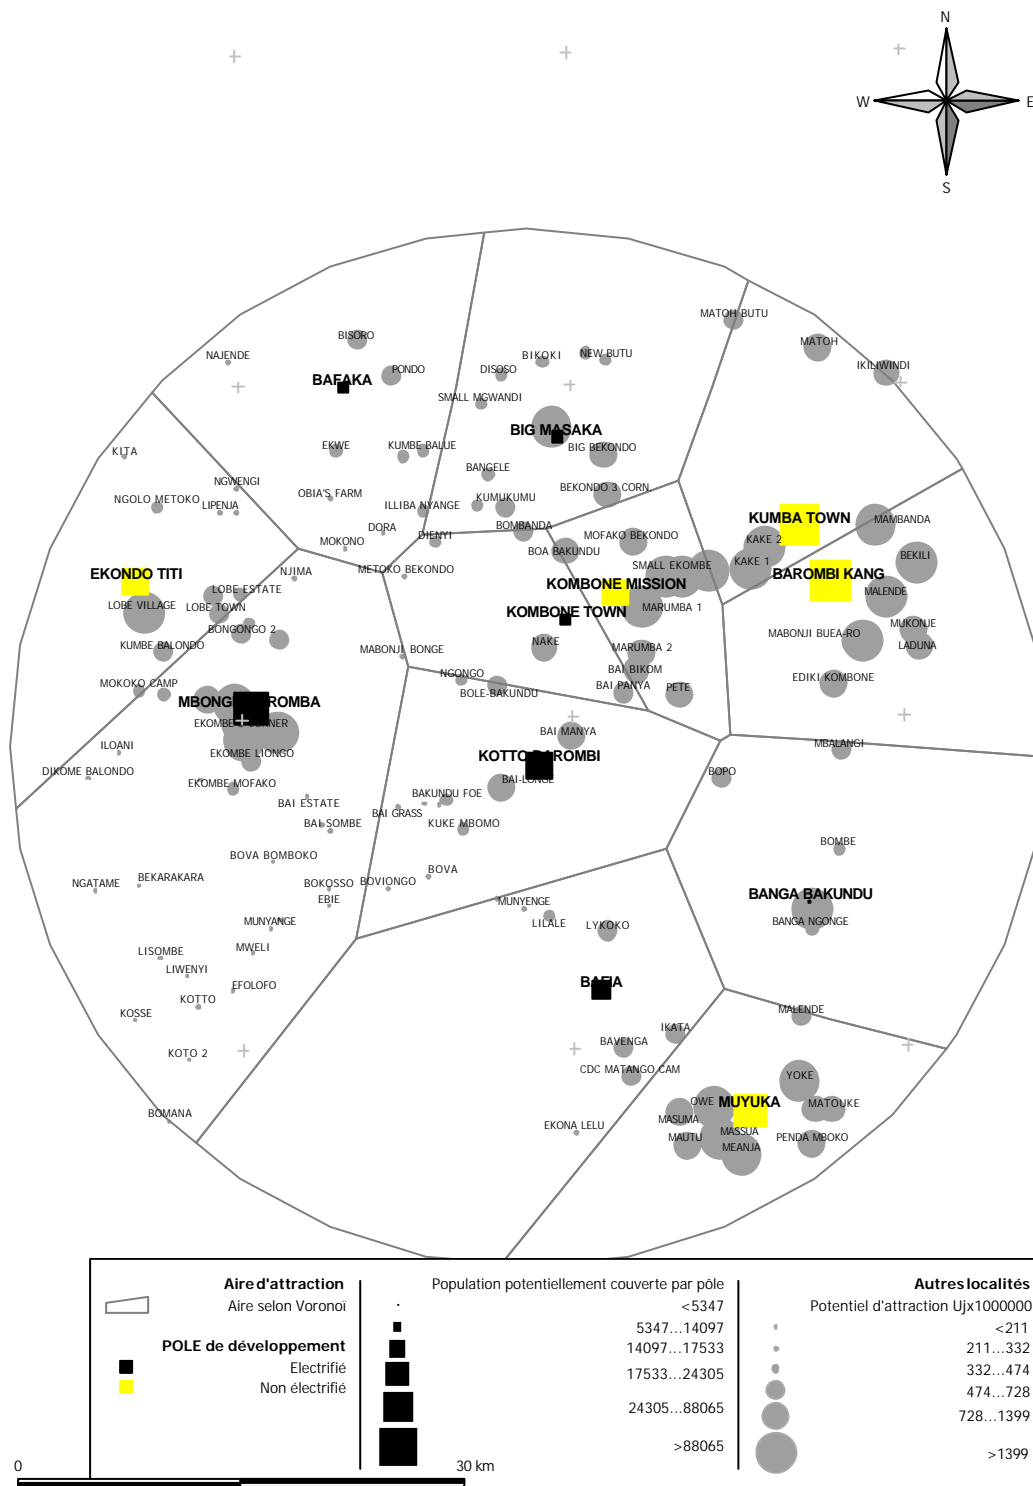 N
W E
S
MATOH BUTU
BISORO
MATOH
NAJENDE
BIKOKI
NEW BUTU
PONDO
DISOSO
IKILIWINDI
BAFAKA
SMALL MGWANDI
BIG MASAKA
EKWE
KUMBE BALUE
BIG BEKONDO
KITA
BANGELE
NGWENGI
BEKONDO 3 CORN.
NGOLO METOKO
OBIA'S FARM
KUMUKUMU
LIPENJA
ILLIBA NYANGE
KUMBA TOWN
MAMBANDA
DORA
BOMBANDA
MOFAKO BEKONDO
KAKE 2
MOKONO
DIENYI
BOA BAKUNDU
BEKILI
KAKE 1
EKONDO TITI
NJIMA
METOKO BEKONDO
SMALL EKOMBE
BAROMBI KANG
KOMBONE MISSION
LOBE ESTATE
MALENDE
LOBE VILLAGE
LOBE TOWN
KOMBONE TOWN
MARUMBA 1
BONGONGO 2
MUKONJE
MABONJI BUEA-RO
KUMBE BALONDO
NAKE
MARUMBA 2
LADUNA
MABONJI BONGE
BAI BIKOM
NGONGO
EDIKI KOMBONE
MOKOKO CAMP
BOLE-BAKUNDU
BAI PANYA
PETE
BAI MANYA
ILOANI
EKOMBE LIONGO
KOTTO BAROMBI
MBALANGI
DIKOME BALONDO
EKOMBE MOFAKO
BAI-LONGE
BOPO
BAI ESTATE
BAKUNDU FOE
BAI GRASS
BAI SOMBE
KUKE MBOMO
BOMBE
BOVA BOMBOKO
BOVA
NGATAME
BEKARAKARA
BOKOSSO
BOVIONGO
BANGA BAKUNDU
EBIE
MUNYENGE
MUNYANGE
LILALE
LYKOKO
BANGA NGONGE
LISOMBE
MWELI
LIWENYI
BAFIA
EFOLOFO
KOTTO
MALENDE
KOSSE
IKATA
BAVENGA
KOTO 2
CDC MATANGO CAM
YOKE
BOMANA
OWE
MUYUKA
MATOUKE
MASUMA
EKONA LELU
MASSUA
MAUTU
PENDA MBOKO
MEANJA
Aire d'attraction
Aire selon Voronoï
POLE de développement
Electrifié
Non électrifié
Population potentiellement couverte par pôle
<5347
5347...14097
14097...17533
17533...24305
24305...88065
>88065
Autres localités
Potentiel d'attraction Ujx1000000
<211
211...332
332...474
474...728
728...1399
>1399
0 30 km